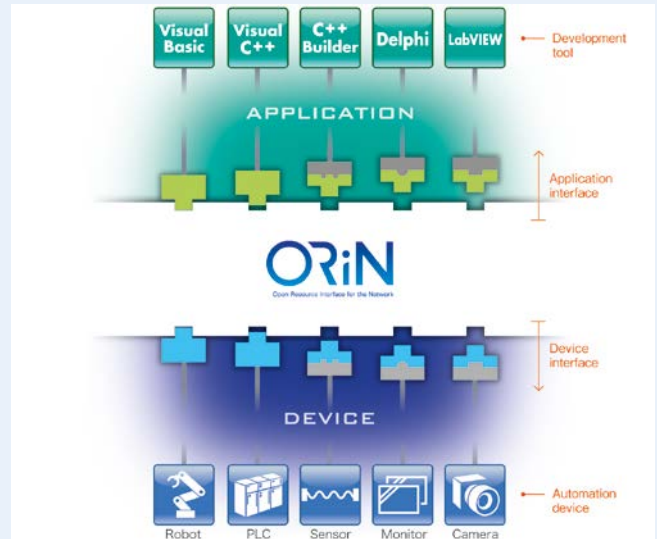 Visual
Basic
Visual
C++
C++
Builder
Delphi
LabVIEW
Development
tool
APPLICATION
Application
interface
ORiN
Open Resource Interface for the Network
Device
interface
DEVICE
Automation
device
Robot
PLC
Sensor
Monitor
Camera